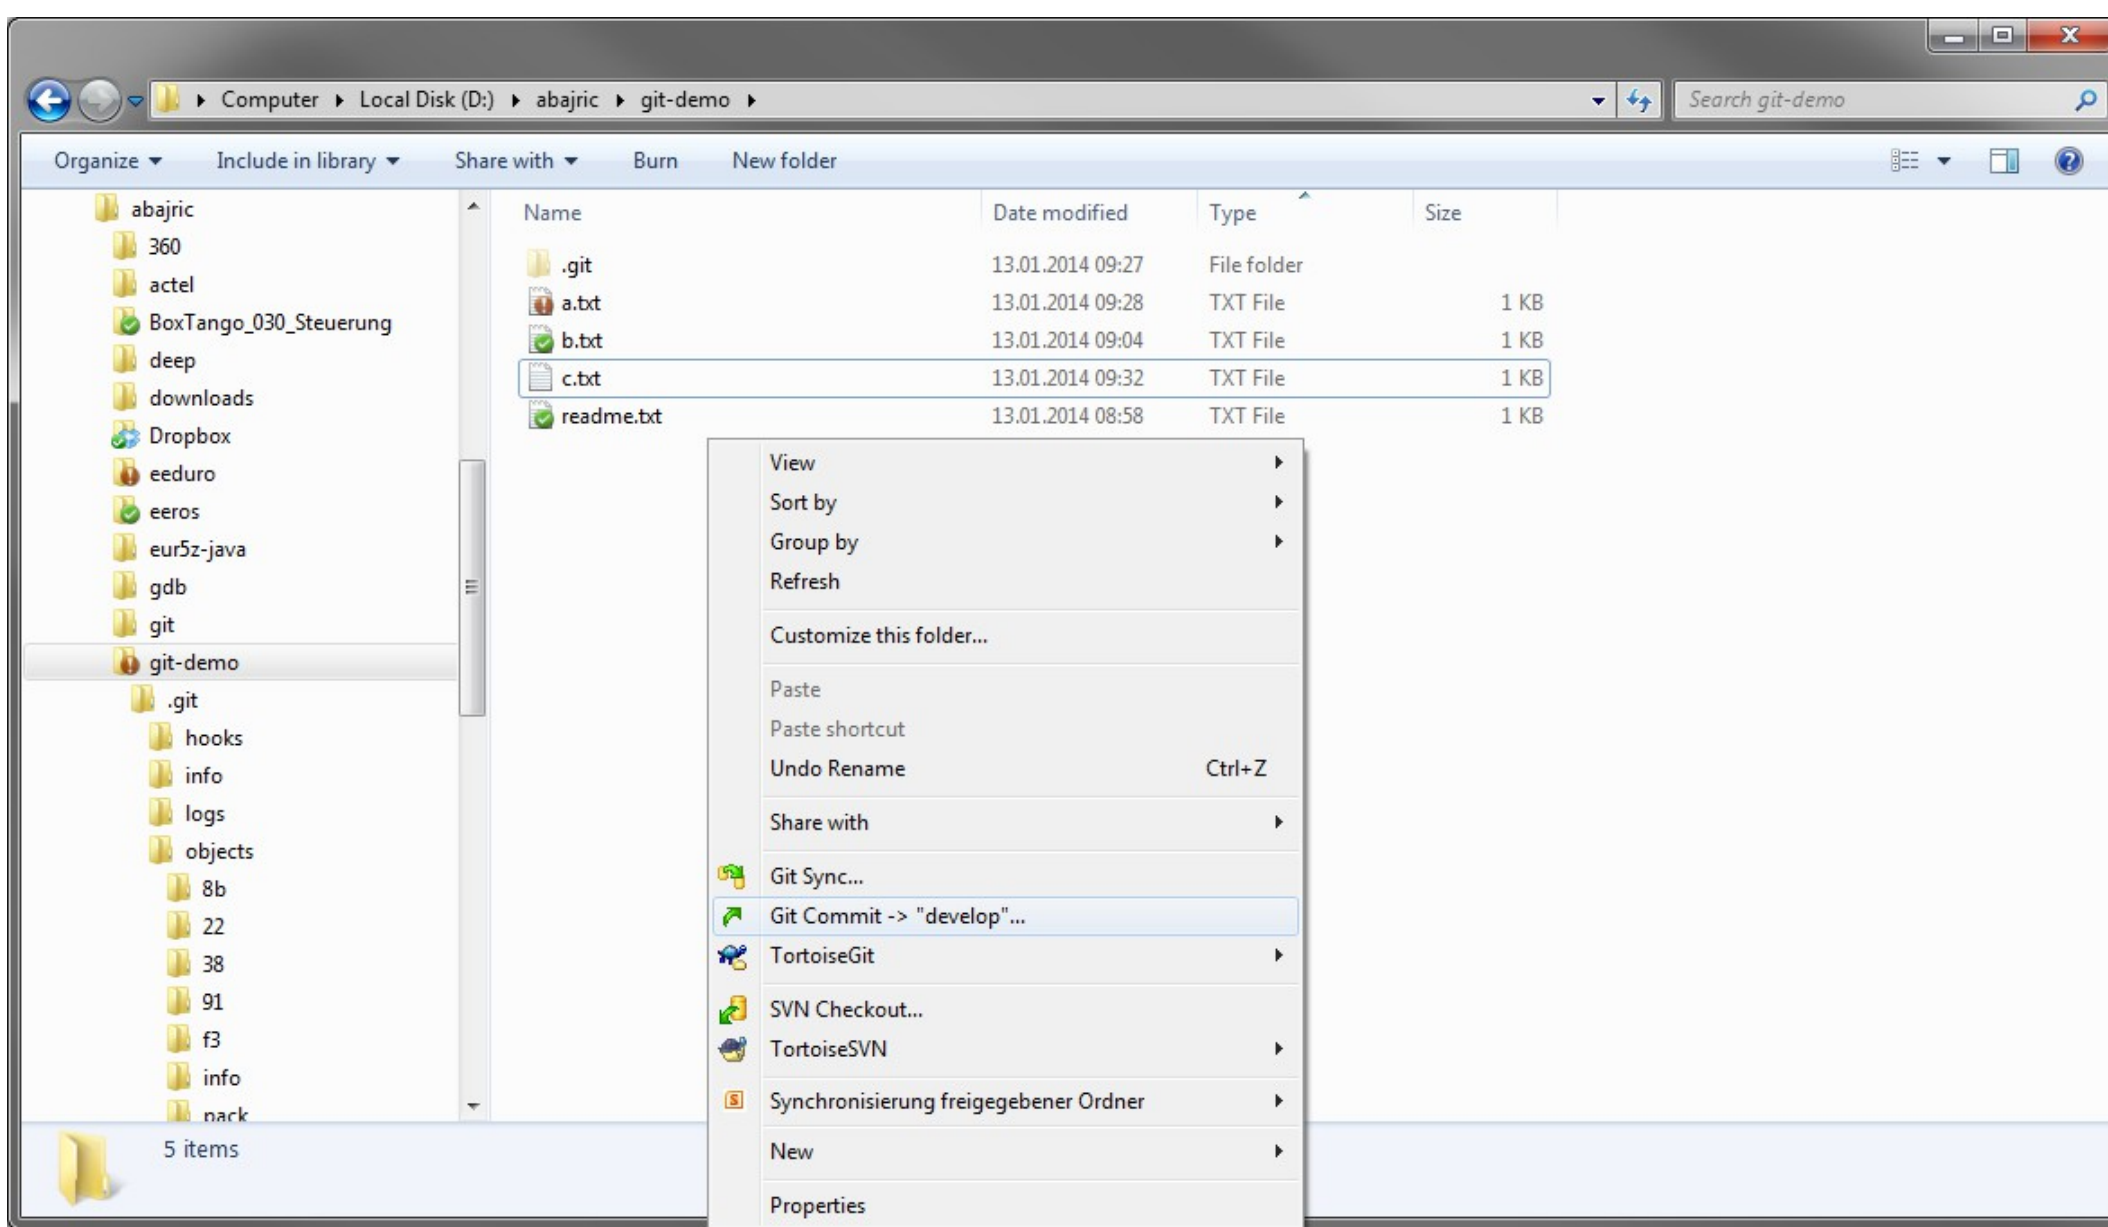 Computer Local Disk (D:) abajric git-demo
Search git-demo
Organize Include in library Share with Burn New folder
abajric
360
actel
BoxTango_030_Steuerung
deep
downloads
Dropbox
eeduro
eeros
eur5z-java
gdb
git
git-demo
.git
hooks
info
logs
objects
8b
22
38
91
f3
info
pack
Name Date modified Type Size
.git 13.01.2014 09:27 File folder
a.txt 13.01.2014 09:28 TXT File 1 KB
b.txt 13.01.2014 09:04 TXT File 1 KB
c.txt 13.01.2014 09:32 TXT File 1 KB
readme.txt 13.01.2014 08:58 TXT File 1 KB
View
Sort by
Group by
Refresh
Customize this folder...
Paste
Paste shortcut
Undo Rename Ctrl+Z
Share with
Git Sync...
Git Commit -> "develop"...
TortoiseGit
SVN Checkout...
TortoiseSVN
Synchronisierung freigegebener Ordner
New
Properties
5 items